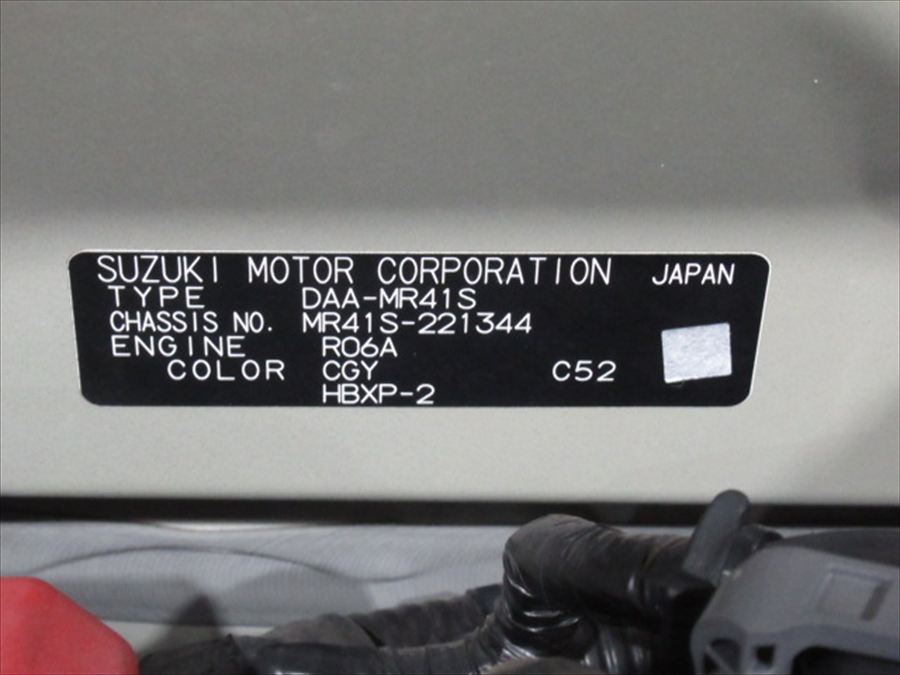 SUZUKI MOTOR CORPORATION JAPAN
TYPE DAA-MR41S
CHASSIS NO. MR41S-221344
ENGINE R06A
COLOR CGY C52
HBXP-2